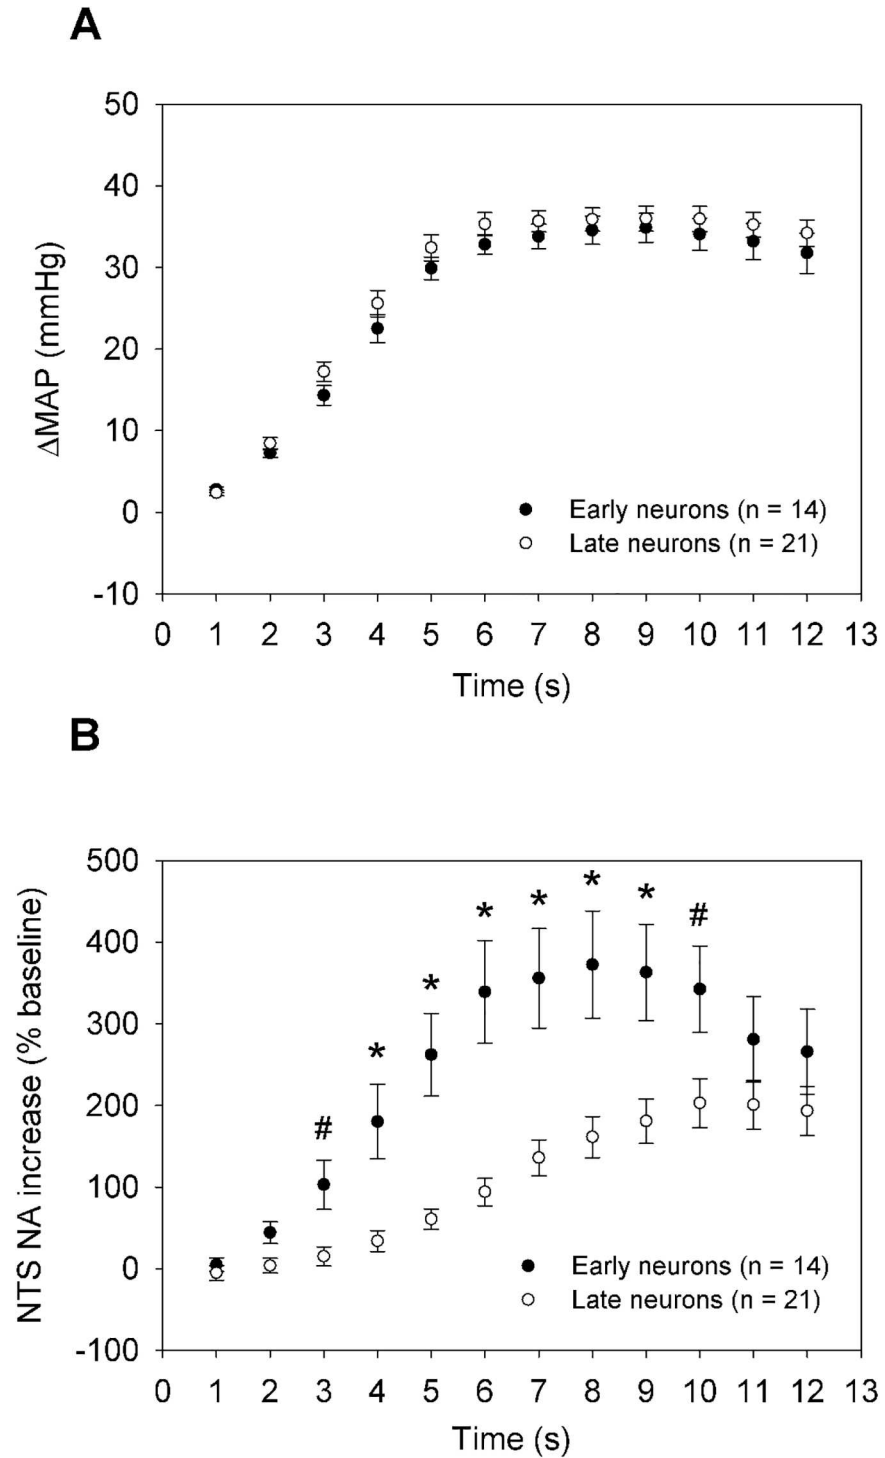 A
50
40
30
20
10
0
-10
ΔMAP (mmHg)
Early neurons (n = 14)
Late neurons (n = 21)
0 1 2 3 4 5 6 7 8 9 10 11 12 13
Time (s)
B
500
400
300
200
100
0
-100
NTS NA increase (% baseline)
# * * * * * * #
Early neurons (n = 14)
Late neurons (n = 21)
0 1 2 3 4 5 6 7 8 9 10 11 12 13
Time (s)